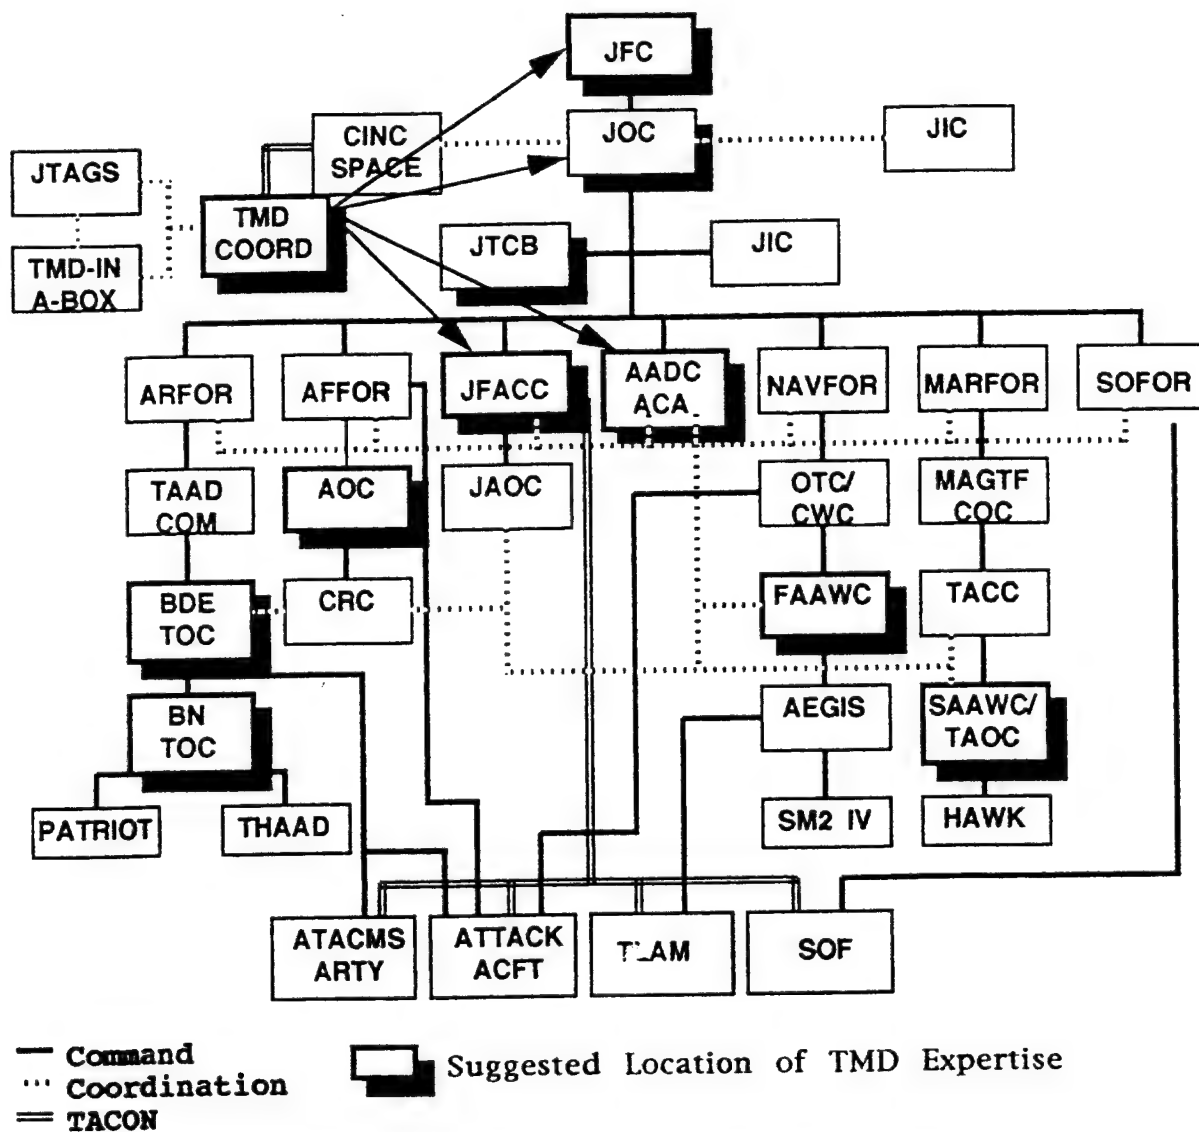 JFC
CINC
SPACE
JOC
JIC
JTAGS
TMD
COORD
JTCB
JIC
TMD-IN
A-BOX
ARFOR
AFFOR
JFACC
AADC
ACA
NAVFOR
MARFOR
SOFOR
TAAD
COM
AOC
JAOC
OTC/
CWC
MAGTF
COC
BDE
TOC
CRC
FAAWC
TACC
BN
TOC
AEGIS
SAAWC/
TAOC
PATRIOT
THAAD
SM2 IV
HAWK
ATACMS
ARTY
ATTACK
ACFT
TLAM
SOF
Command
Coordination
TACON
Suggested Location of TMD Expertise